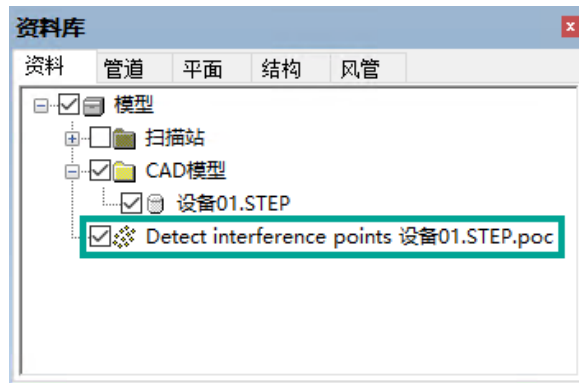 资料库
资料 管道 平面 结构 风管
模型
扫描站
CAD模型
设备01.STEP
Detect interference points 设备01.STEP.poc